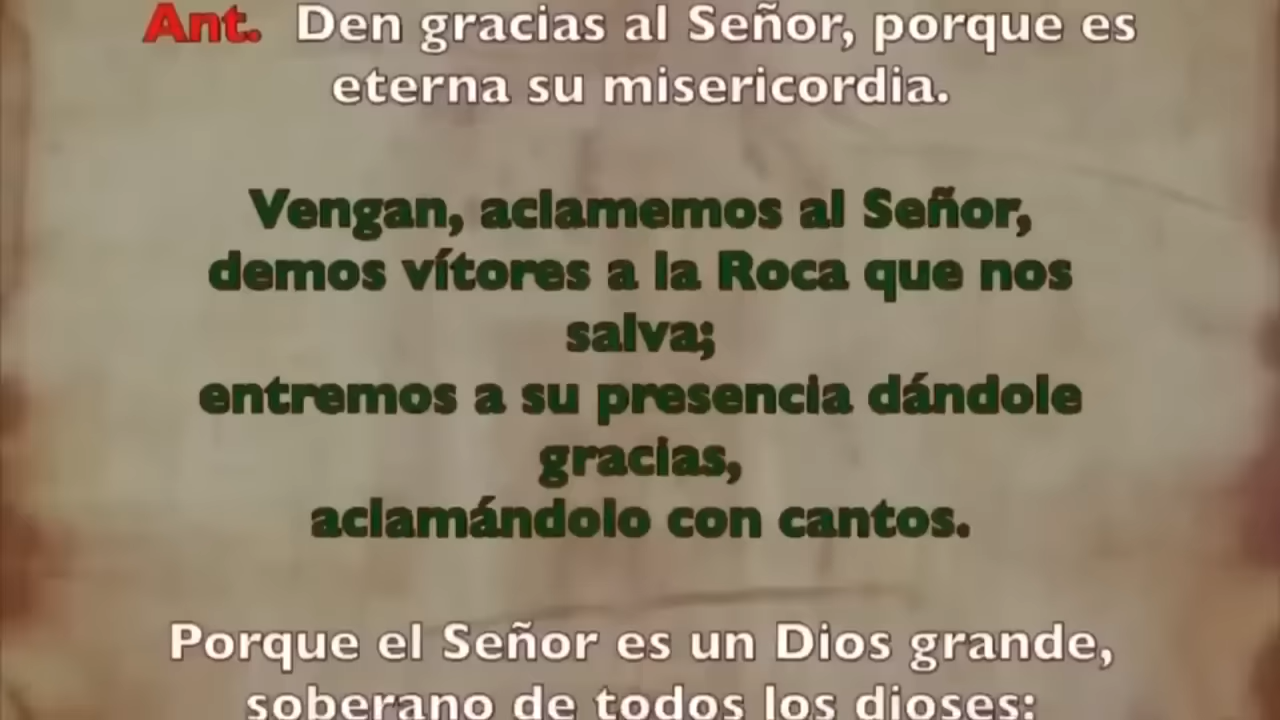 Ant. Den gracias al Señor, porque es
eterna su misericordia.
Vengan, aclamemos al Señor,
demos vítores a la Roca que nos
salva;
entremos a su presencia dándole
gracias,
aclamándolo con cantos.
Porque el Señor es un Dios grande,
soberano de todos los dioses: